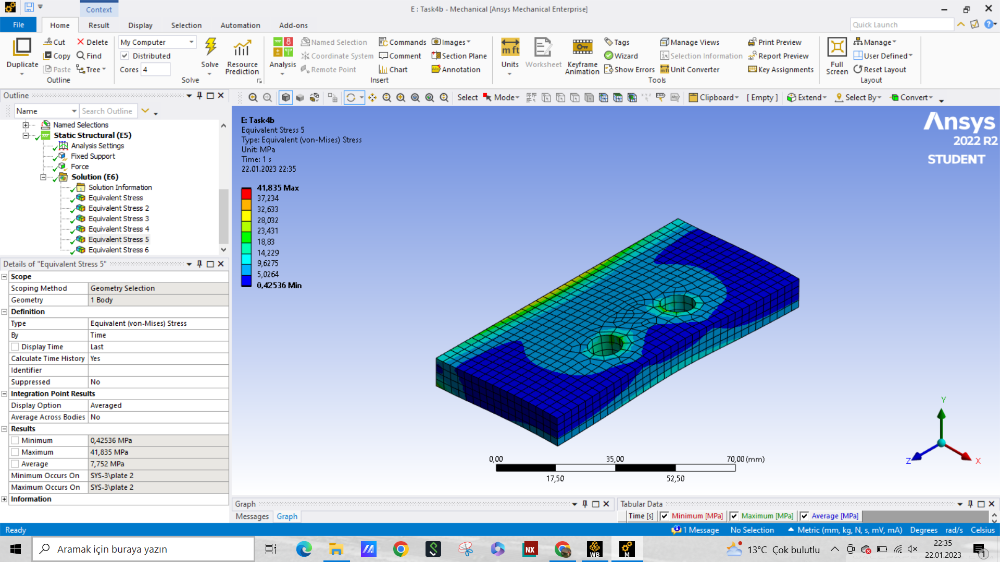 Context
E : Task4b - Mechanical [Ansys Mechanical Enterprise]
File Home Result Display Selection Automation Add-ons
Quick Launch
Duplicate
Cut
Copy
Paste
Delete
Find
Tree
Outline
My Computer
Distributed
Cores 4
Solve
Resource Prediction
Solve
Analysis
Named Selection
Coordinate System
Remote Point
Commands
Comment
Chart
Images
Section Plane
Annotation
Insert
Units
Worksheet
Keyframe Animation
Tags
Wizard
Show Errors
Manage Views
Selection Information
Unit Converter
Print Preview
Report Preview
Key Assignments
Tools
Full Screen
Manage
User Defined
Reset Layout
Layout
Outline
Select Mode Clipboard [ Empty ] Extend Select By Convert
Name Search Outline
Named Selections
Static Structural (E5)
Analysis Settings
Fixed Support
Force
Solution (E6)
Solution Information
Equivalent Stress
Equivalent Stress 2
Equivalent Stress 3
Equivalent Stress 4
Equivalent Stress 5
Equivalent Stress 6
Details of "Equivalent Stress 5"
Scope
Scoping Method Geometry Selection
Geometry 1 Body
Definition
Type Equivalent (von-Mises) Stress
By Time
Display Time Last
Calculate Time History Yes
Identifier
Suppressed No
Integration Point Results
Display Option Averaged
Average Across Bodies No
Results
Minimum 0,42536 MPa
Maximum 41,835 MPa
Average 7,752 MPa
Minimum Occurs On SYS-3\plate 2
Maximum Occurs On SYS-3\plate 2
Information
E: Task4b
Equivalent Stress 5
Type: Equivalent (von-Mises) Stress
Unit: MPa
Time: 1 s
22.01.2023 22:35
41,835 Max
37,234
32,633
28,032
23,431
18,83
14,229
9,6275
5,0264
0,42536 Min
Ansys
2022 R2
STUDENT
Y
Z
X
0,00 35,00 70,00 (mm)
17,50 52,50
Graph
Messages Graph
Tabular Data
Time [s] Minimum [MPa] Maximum [MPa] Average [MPa]
Ready
1 Message No Selection Metric (mm, kg, N, s, mV, mA) Degrees rad/s Celsius
Aramak için buraya yazın
NX
WB
M
13°C Çok bulutlu
22:35
22.01.2023
1